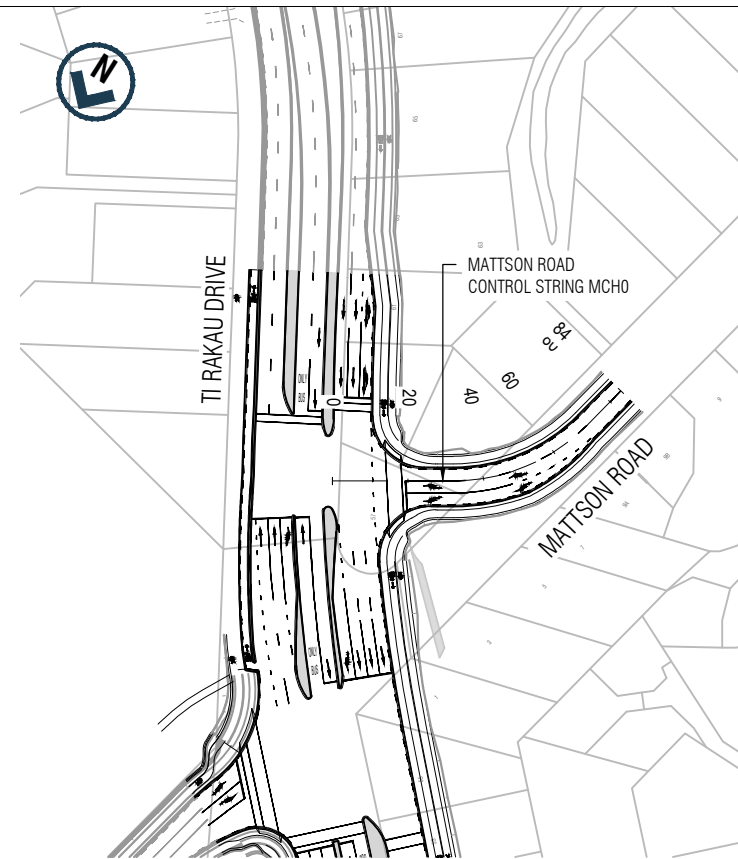 N
TI RAKAU DRIVE
MATTSON ROAD
CONTROL STRING MCH0
84
60
40
20
0
ONLY
BUS
MATTSON ROAD
ONLY
BUS